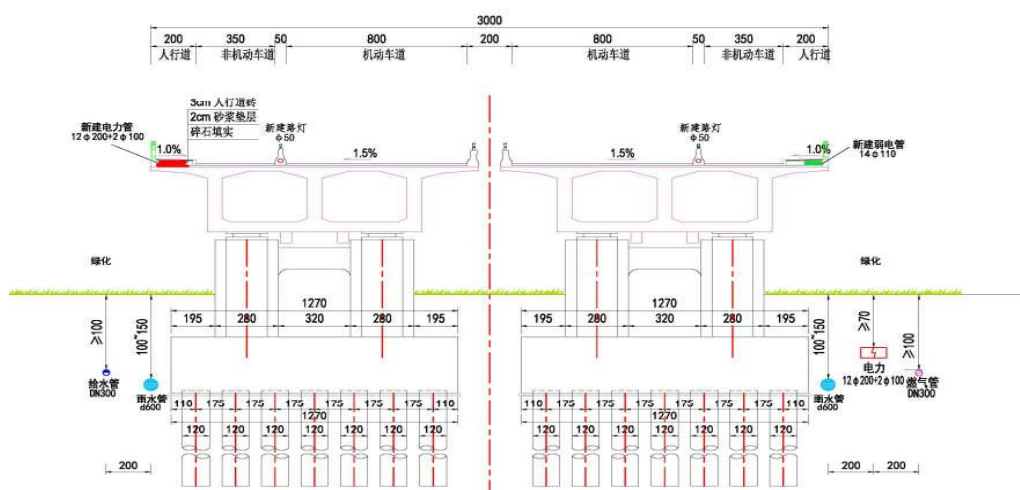 3000
200 350 50 800 200 800 50 350 200
人行道 非机动车道 机动车道 机动车道 非机动车道 人行道
3cm 人行道砖
2cm 砂浆垫层
碎石填实
新建电力管
12φ200+2φ100
新建路灯
φ50
新建路灯
φ50
新建弱电管
14φ110
1.0% 1.5% 1.5% 1.0%
绿化 绿化
1270 1270
195 280 320 280 195 195 280 320 280 195
≥100 100~150 100~150 ≥70 ≥100
给水管
DN300
雨水管
d600
雨水管
d600
电力
12φ200+2φ100
燃气管
DN300
110 175 175 175 175 175 175 110 110 175 175 175 175 175 175 110
1270 1270
120 120 120 120 120 120 120 120 120 120 120 120 120 120
200 200 200